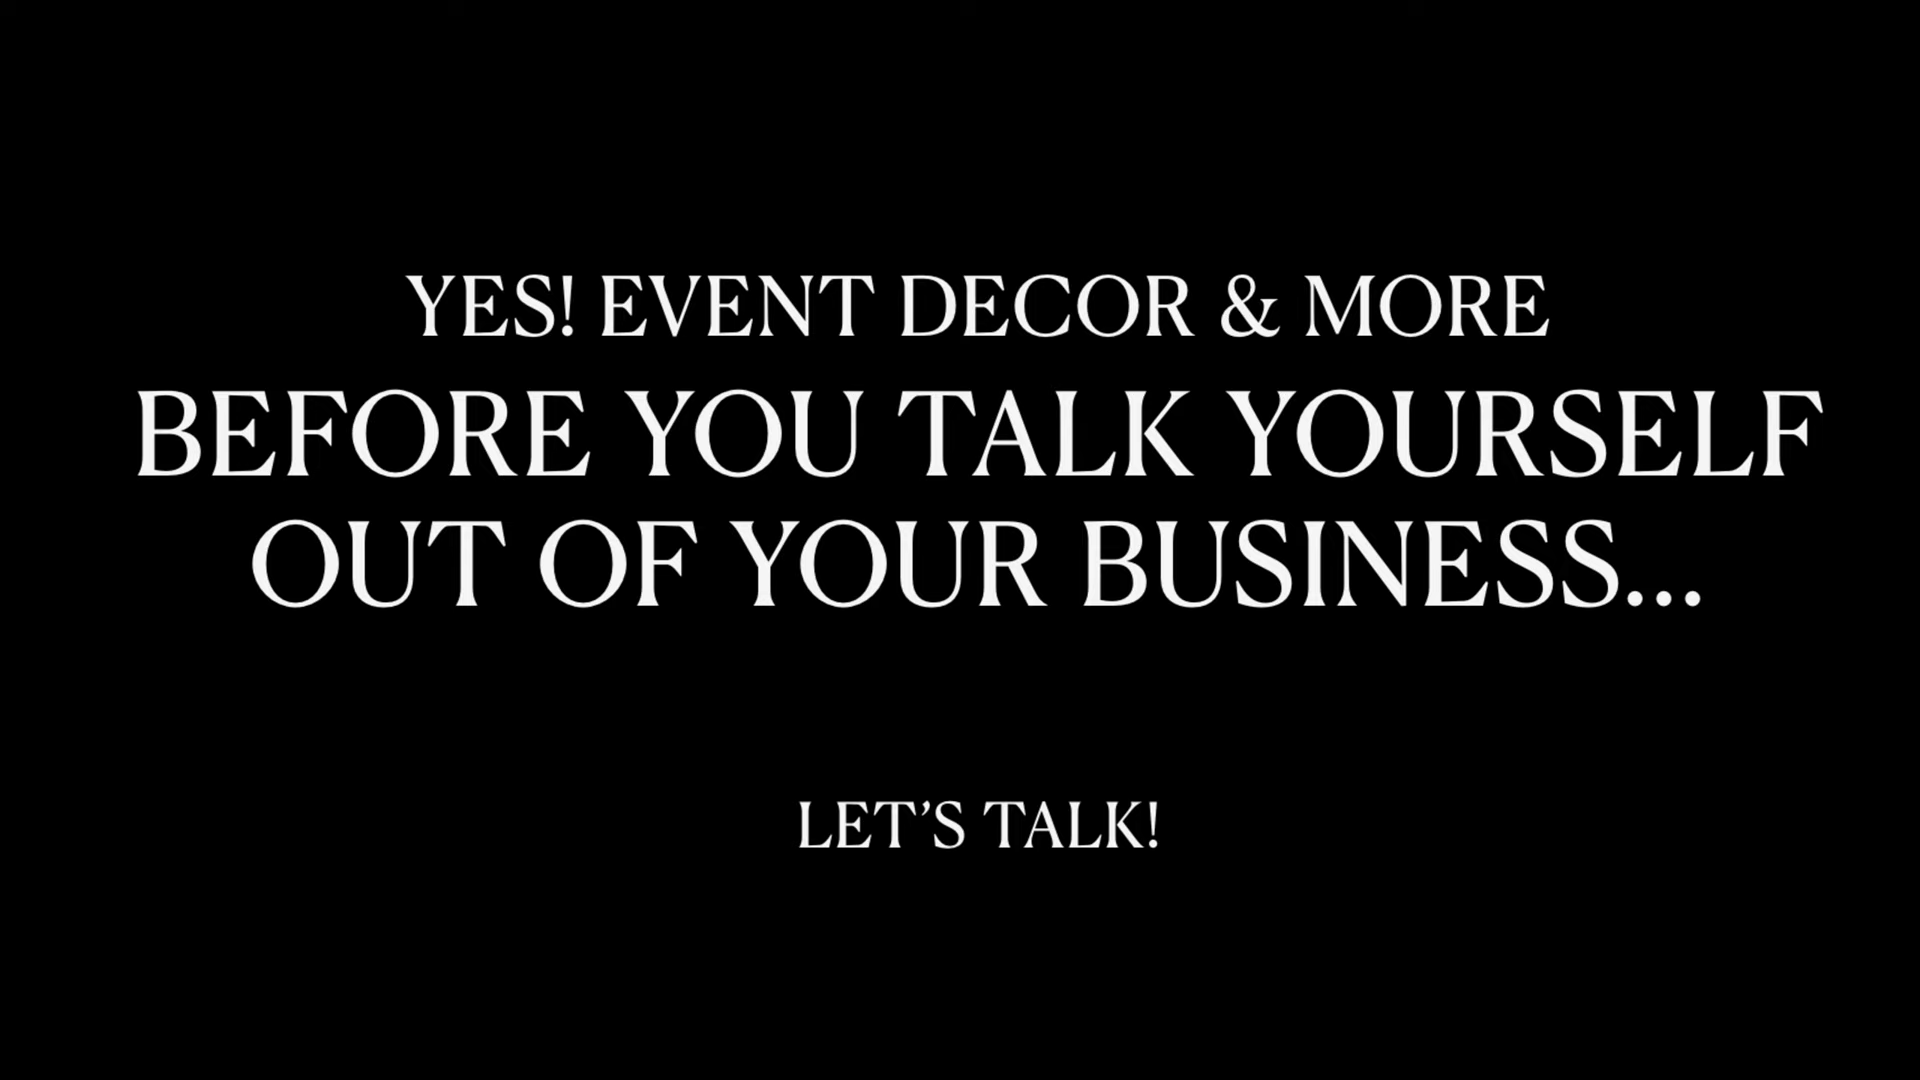 YES! EVENT DECOR & MORE
BEFORE YOU TALK YOURSELF
OUT OF YOUR BUSINESS...
LET’S TALK!